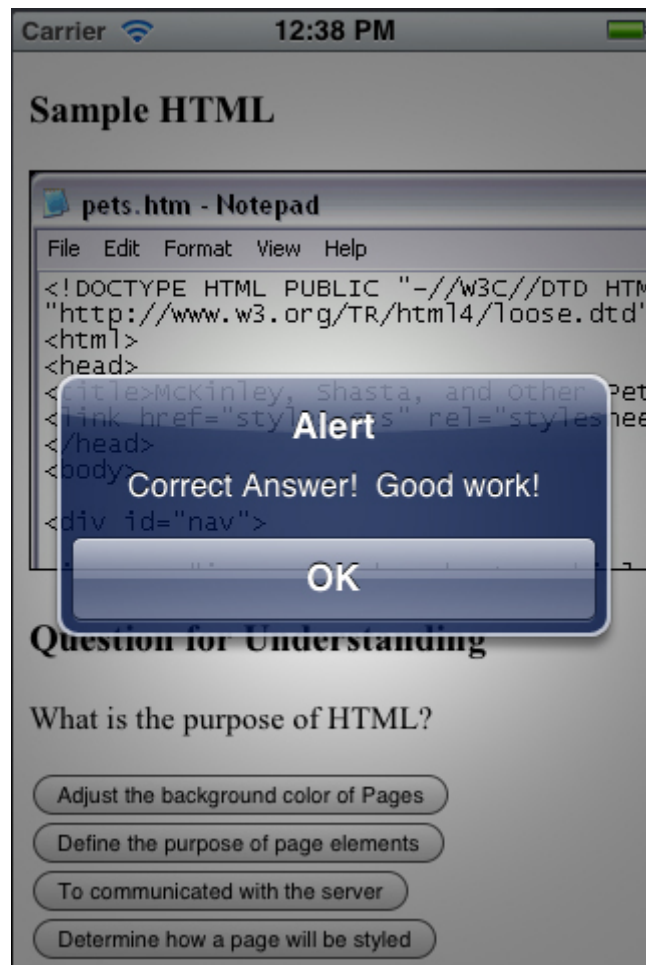 Carrier 12:38 PM
Sample HTML
pets.htm - Notepad
File Edit Format View Help
<!DOCTYPE HTML PUBLIC "-//W3C//DTD HTM
"http://www.w3.org/TR/html4/loose.dtd"
<html>
<head>
<title>McKinley, Shasta, and Other Pet
<link href=" rel="styleshee
</head>
<body>
<div id="nav">
Alert
Correct Answer!  Good work!
OK
Question for Understanding
What is the purpose of HTML?
Adjust the background color of Pages
Define the purpose of page elements
To communicated with the server
Determine how a page will be styled